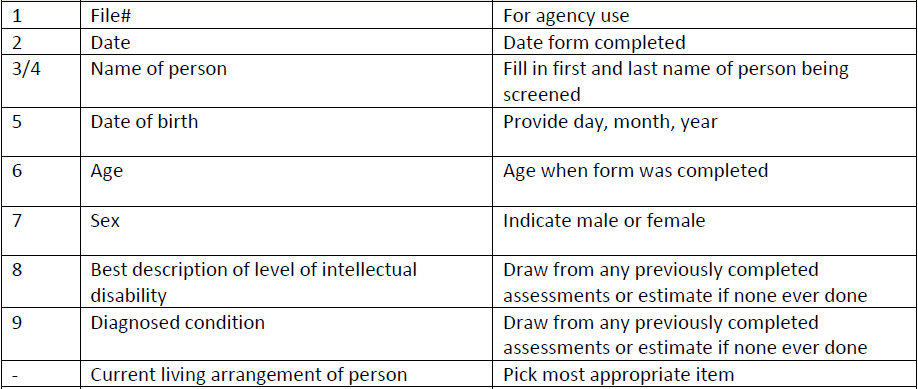 1 File# For agency use
2 Date Date form completed
3/4 Name of person Fill in first and last name of person being
screened
5 Date of birth Provide day, month, year
6 Age Age when form was completed
7 Sex Indicate male or female
8 Best description of level of intellectual Draw from any previously completed
disability assessments or estimate if none ever done
9 Diagnosed condition Draw from any previously completed
assessments or estimate if none ever done
- Current living arrangement of person Pick most appropriate item